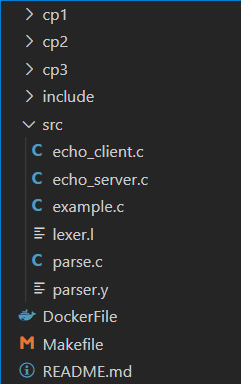 cp1
cp2
cp3
include
src
C echo_client.c
C echo_server.c
C example.c
lexer.l
C parse.c
parser.y
DockerFile
M Makefile
README.md